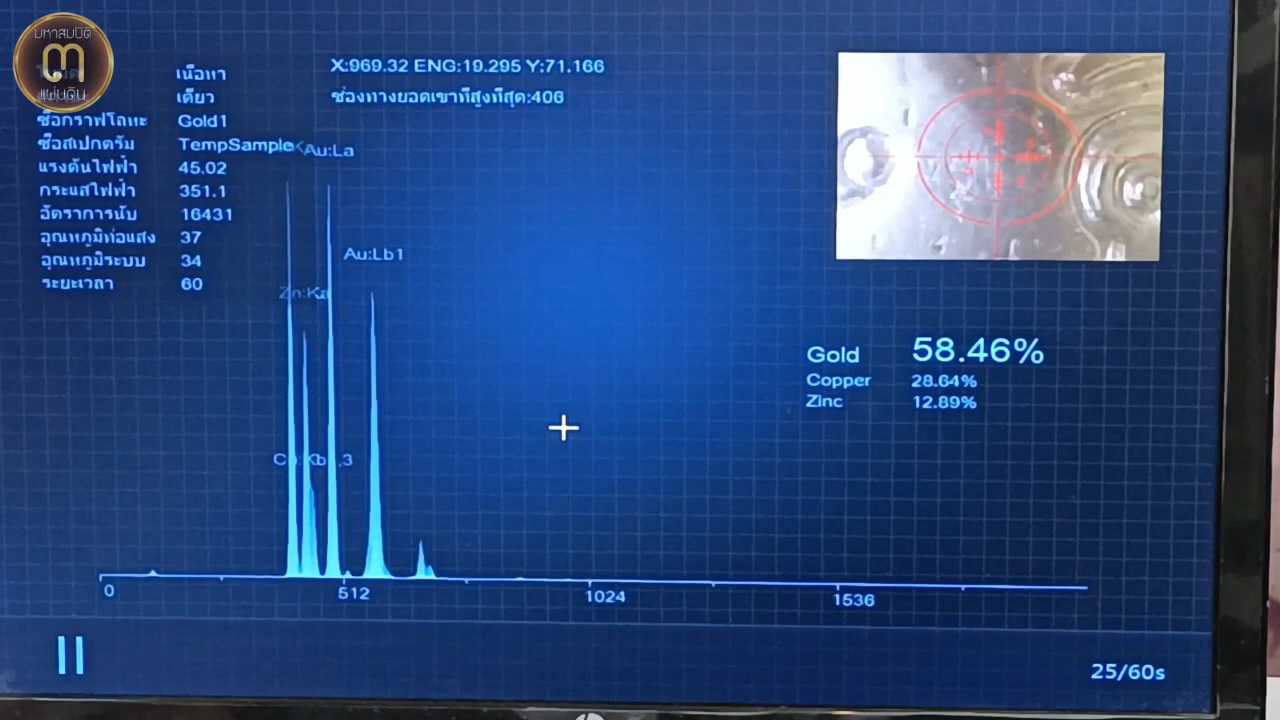 มหาสมบัติ
๓
แผ่นดิน
เนื้อหา
เดี่ยว
ชื่อกราฟโลหะ Gold1
ชื่อสเปกตรัม TempSample
แรงดันไฟฟ้า 45.02
กระแสไฟฟ้า 351.1
อัตราการนับ 16431
อุณหภูมิท่อแสง 37
อุณหภูมิระบบ 34
ระยะเวลา 60
X:969.32 ENG:19.295 Y:71.166
ช่องทางยอดเขาที่สูงที่สุด:406
Au:La
Au:Lb1
Zn:Ka
Gold 58.46%
Copper 28.64%
Zinc 12.89%
0 512 1024 1536
25/60s